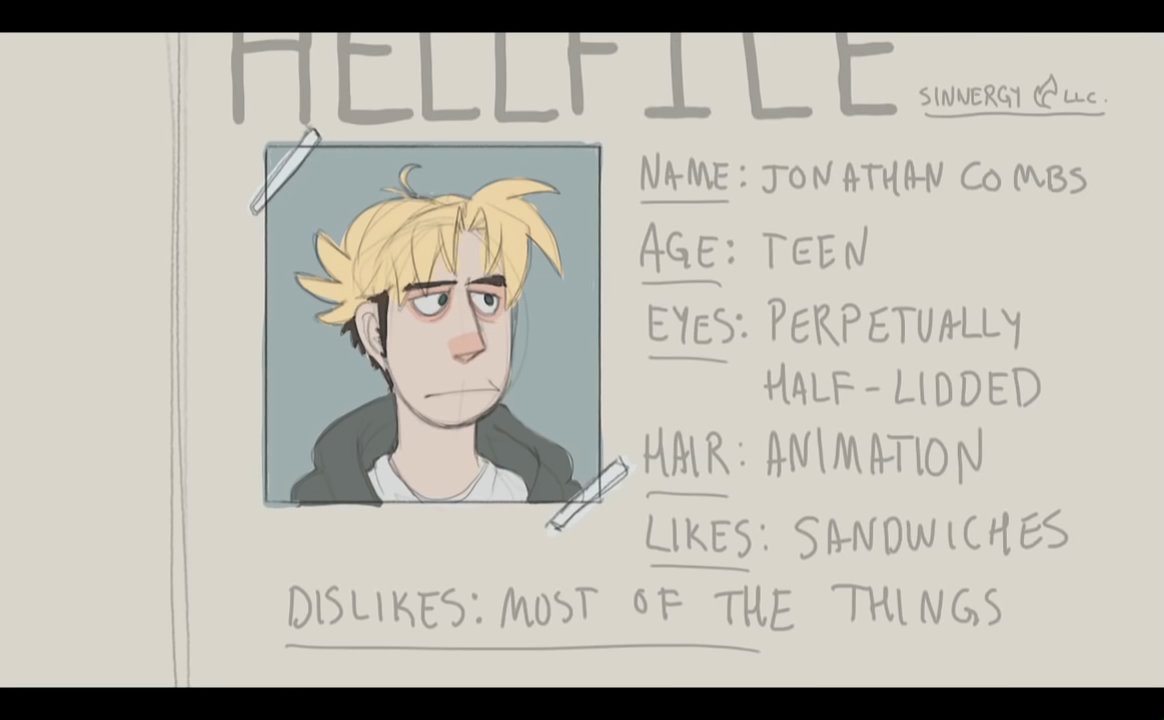 HELLFILE
SINNERGY LLC.
NAME: JONATHAN COMBS
AGE: TEEN
EYES: PERPETUALLY
HALF-LIDDED
HAIR: ANIMATION
LIKES: SANDWICHES
DISLIKES: MOST OF THE THINGS